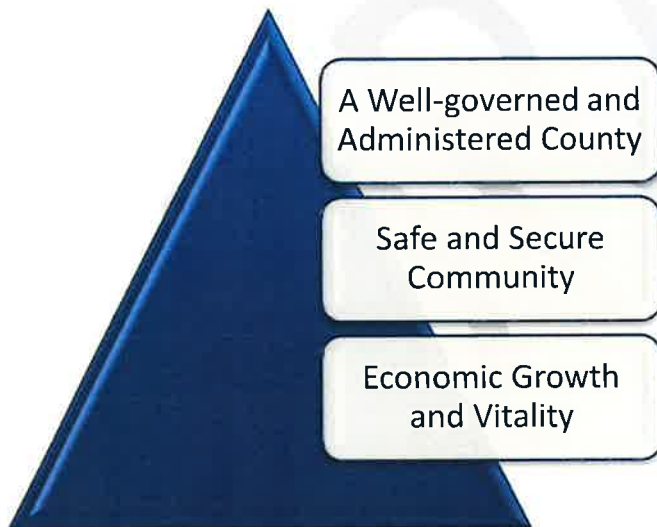 A Well-governed and
Administered County
Safe and Secure
Community
Economic Growth
and Vitality